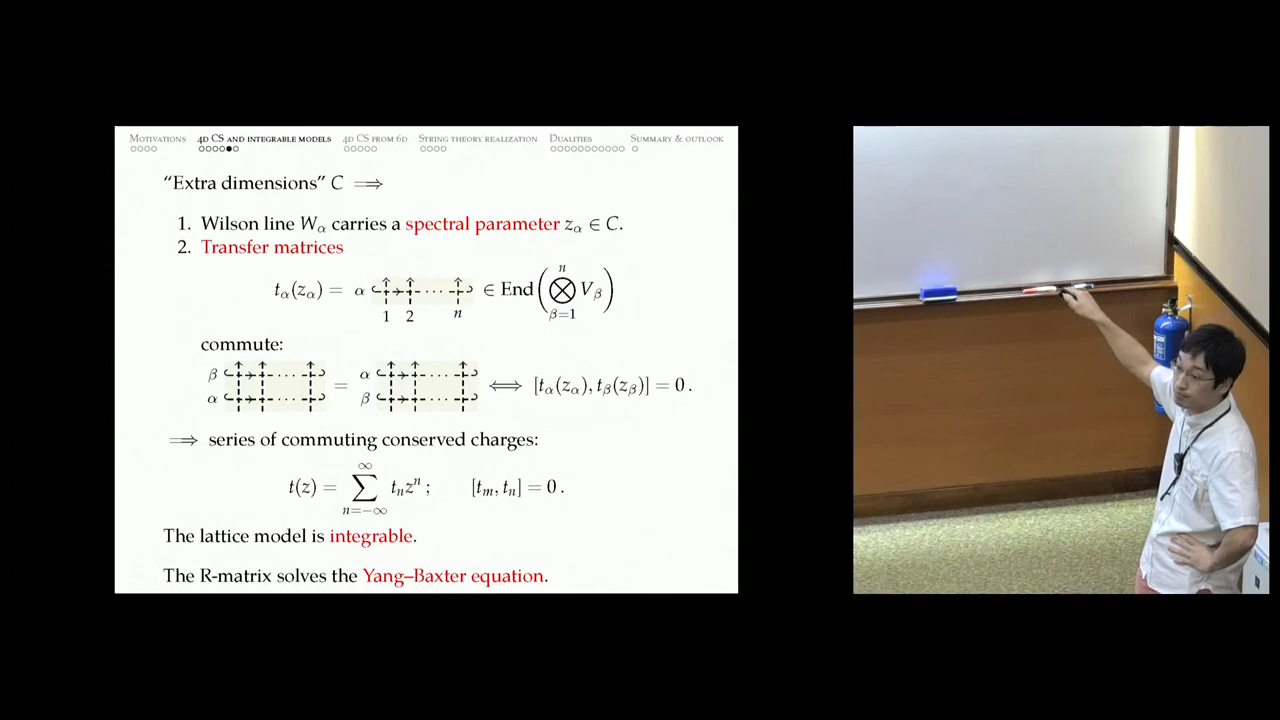 MOTIVATIONS 4D CS AND INTEGRABLE MODELS 4D CS FROM 6D STRING THEORY REALIZATION DUALITIES SUMMARY & OUTLOOK
“Extra dimensions” C ⟹
1. Wilson line W_α carries a spectral parameter z_α ∈ C.
2. Transfer matrices
t_α(z_α) = α ··· ∈ End(⨂_{β=1}^{n} V_β)
1 2 n
commute:
β ··· = α ··· ⟺ [t_α(z_α), t_β(z_β)] = 0 .
α ··· β ···
⟹ series of commuting conserved charges:
t(z) = ∑_{n=−∞}^{∞} t_n z^n ; [t_m, t_n] = 0 .
The lattice model is integrable.
The R-matrix solves the Yang–Baxter equation.